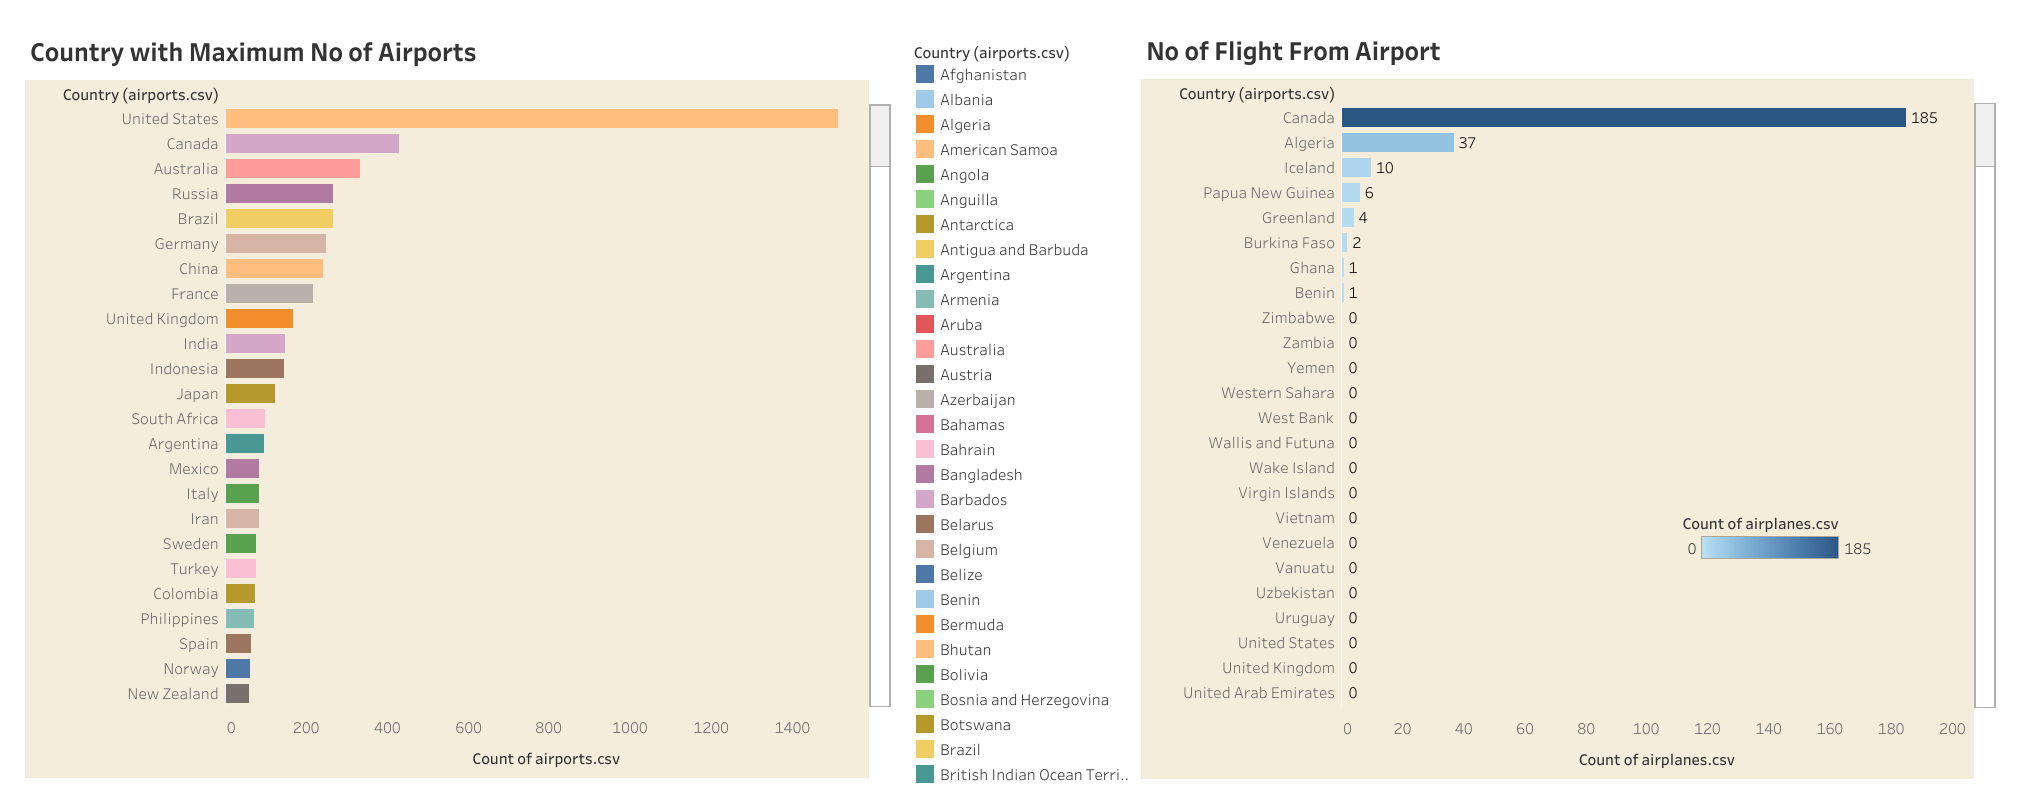 Country with Maximum No of Airports
Country (airports.csv)
United States
Canada
Australia
Russia
Brazil
Germany
China
France
United Kingdom
India
Indonesia
Japan
South Africa
Argentina
Mexico
Italy
Iran
Sweden
Turkey
Colombia
Philippines
Spain
Norway
New Zealand
0 200 400 600 800 1000 1200 1400
Count of airports.csv
Country (airports.csv)
Afghanistan
Albania
Algeria
American Samoa
Angola
Anguilla
Antarctica
Antigua and Barbuda
Argentina
Armenia
Aruba
Australia
Austria
Azerbaijan
Bahamas
Bahrain
Bangladesh
Barbados
Belarus
Belgium
Belize
Benin
Bermuda
Bhutan
Bolivia
Bosnia and Herzegovina
Botswana
Brazil
British Indian Ocean Terri..
No of Flight From Airport
Country (airports.csv)
Canada 185
Algeria 37
Iceland 10
Papua New Guinea 6
Greenland 4
Burkina Faso 2
Ghana 1
Benin 1
Zimbabwe 0
Zambia 0
Yemen 0
Western Sahara 0
West Bank 0
Wallis and Futuna 0
Wake Island 0
Virgin Islands 0
Vietnam 0
Venezuela 0
Vanuatu 0
Uzbekistan 0
Uruguay 0
United States 0
United Kingdom 0
United Arab Emirates 0
0 20 40 60 80 100 120 140 160 180 200
Count of airplanes.csv
Count of airplanes.csv
0 185